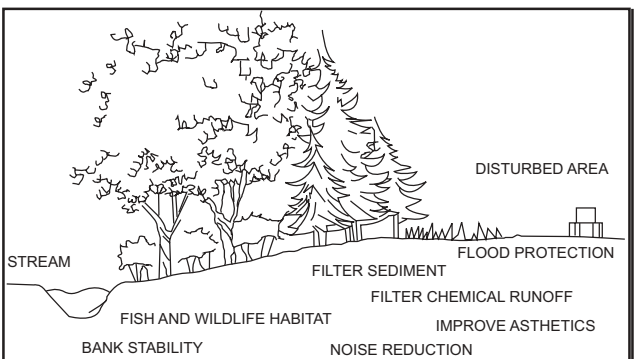 DISTURBED AREA
FLOOD PROTECTION
STREAM
FILTER SEDIMENT
FILTER CHEMICAL RUNOFF
FISH AND WILDLIFE HABITAT
IMPROVE ASTHETICS
BANK STABILITY
NOISE REDUCTION